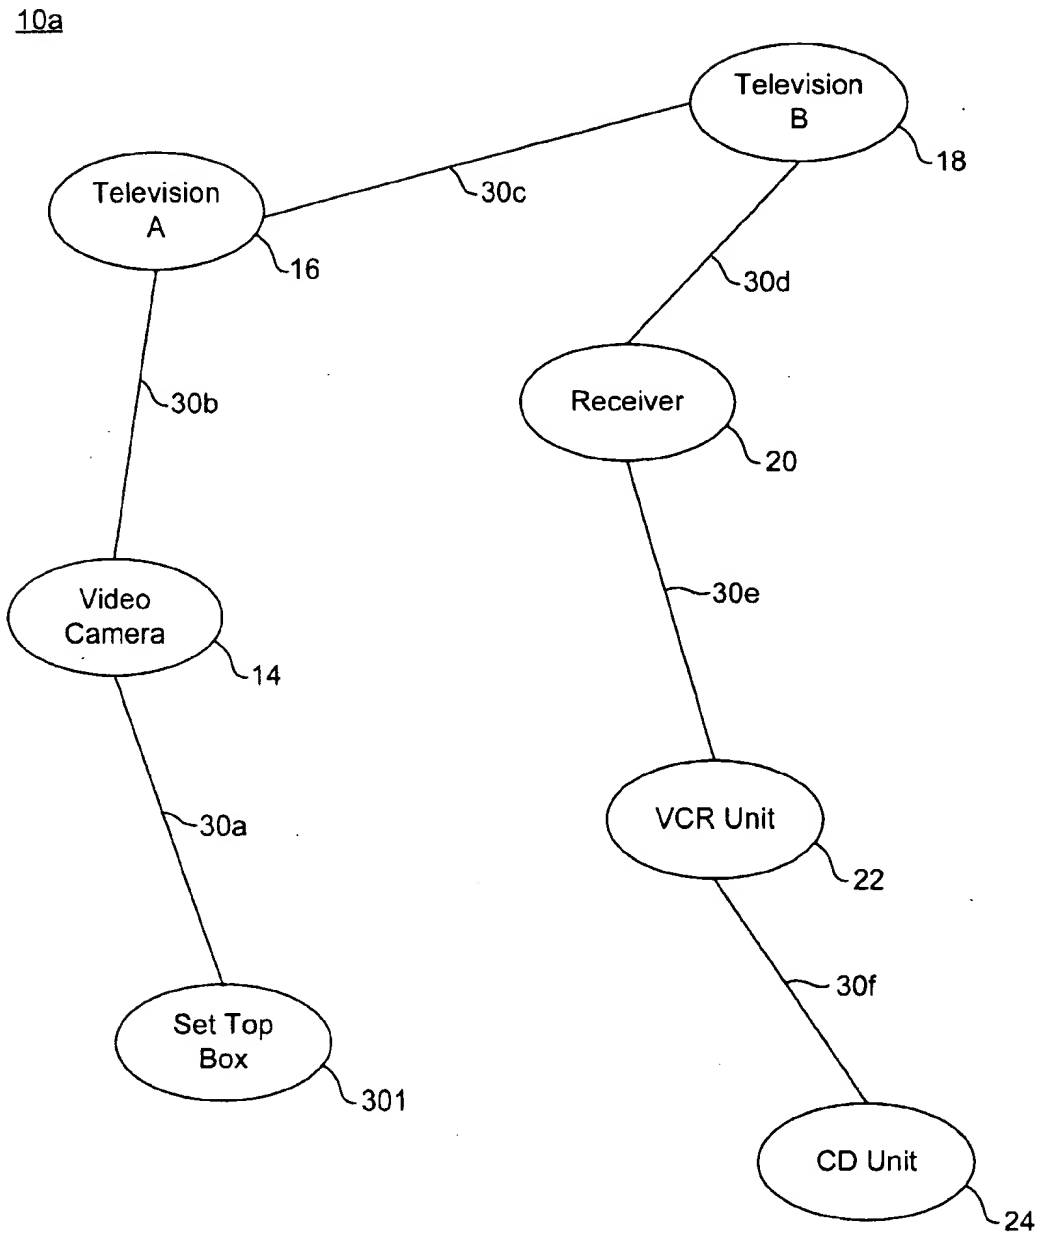 10a
Television
B
18
30c
Television
A
16
30d
30b
Receiver
20
30e
Video
Camera
14
VCR Unit
30a
22
30f
Set Top
Box
301
CD Unit
24